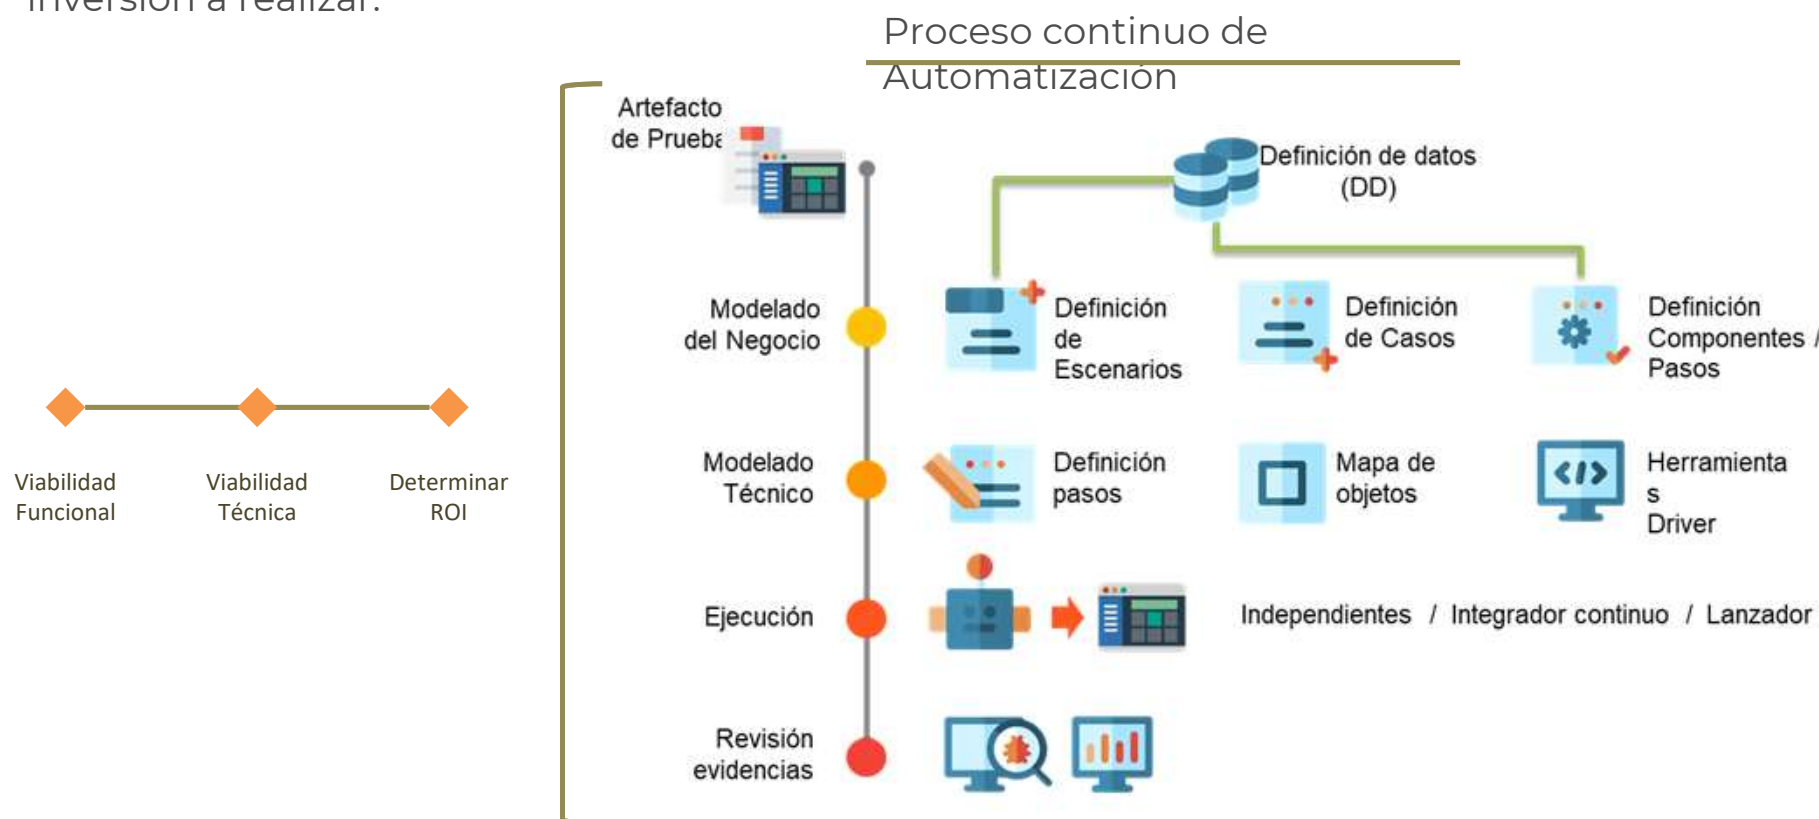 inversión a realizar.
Proceso continuo de
Automatización
Artefacto
de Prueba
Definición de datos
(DD)
Modelado
del Negocio
Definición
de
Escenarios
Definición
de Casos
Definición
Componentes /
Pasos
Viabilidad
Funcional
Viabilidad
Técnica
Determinar
ROI
Modelado
Técnico
Definición
pasos
Mapa de
objetos
Herramienta
s
Driver
Ejecución
Independientes / Integrador continuo / Lanzador
Revisión
evidencias